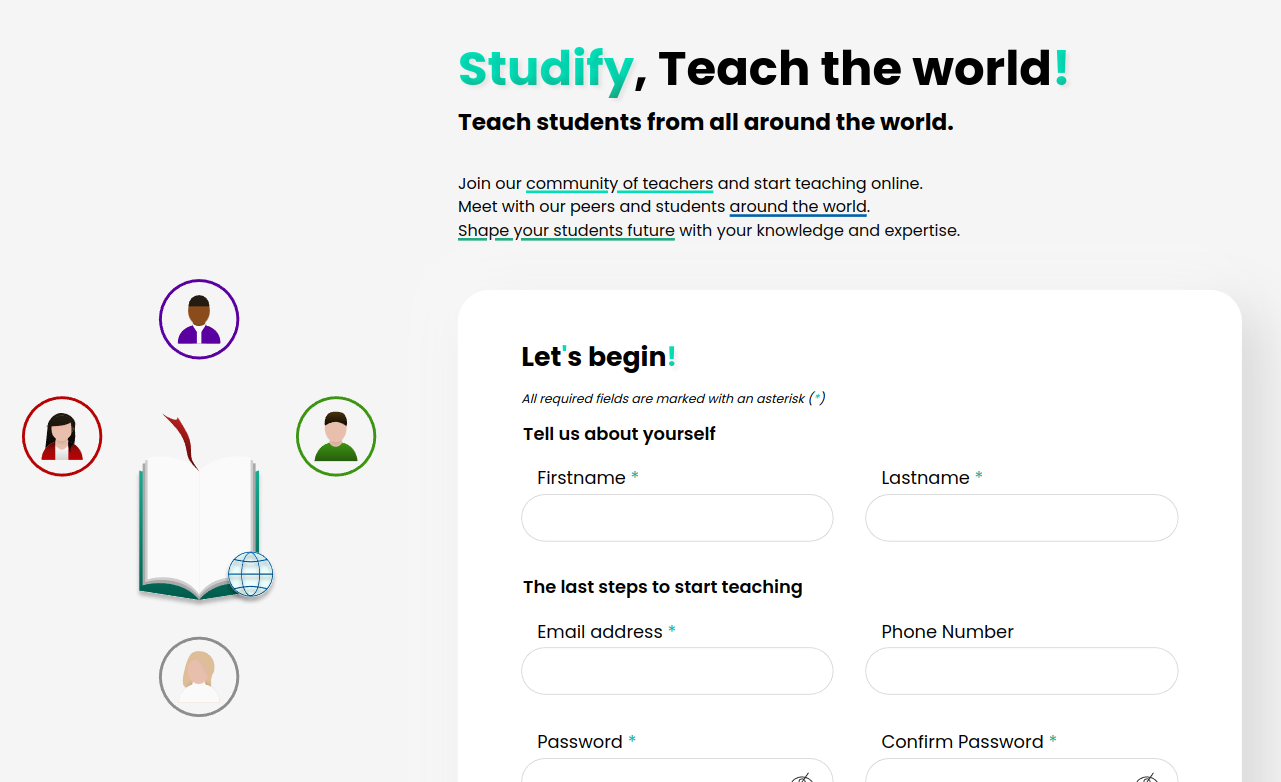 Studify, Teach the world!
Teach students from all around the world.
Join our community of teachers and start teaching online.
Meet with our peers and students around the world.
Shape your students future with your knowledge and expertise.
Let's begin!
All required fields are marked with an asterisk (*)
Tell us about yourself
Firstname *
Lastname *
The last steps to start teaching
Email address *
Phone Number
Password *
Confirm Password *